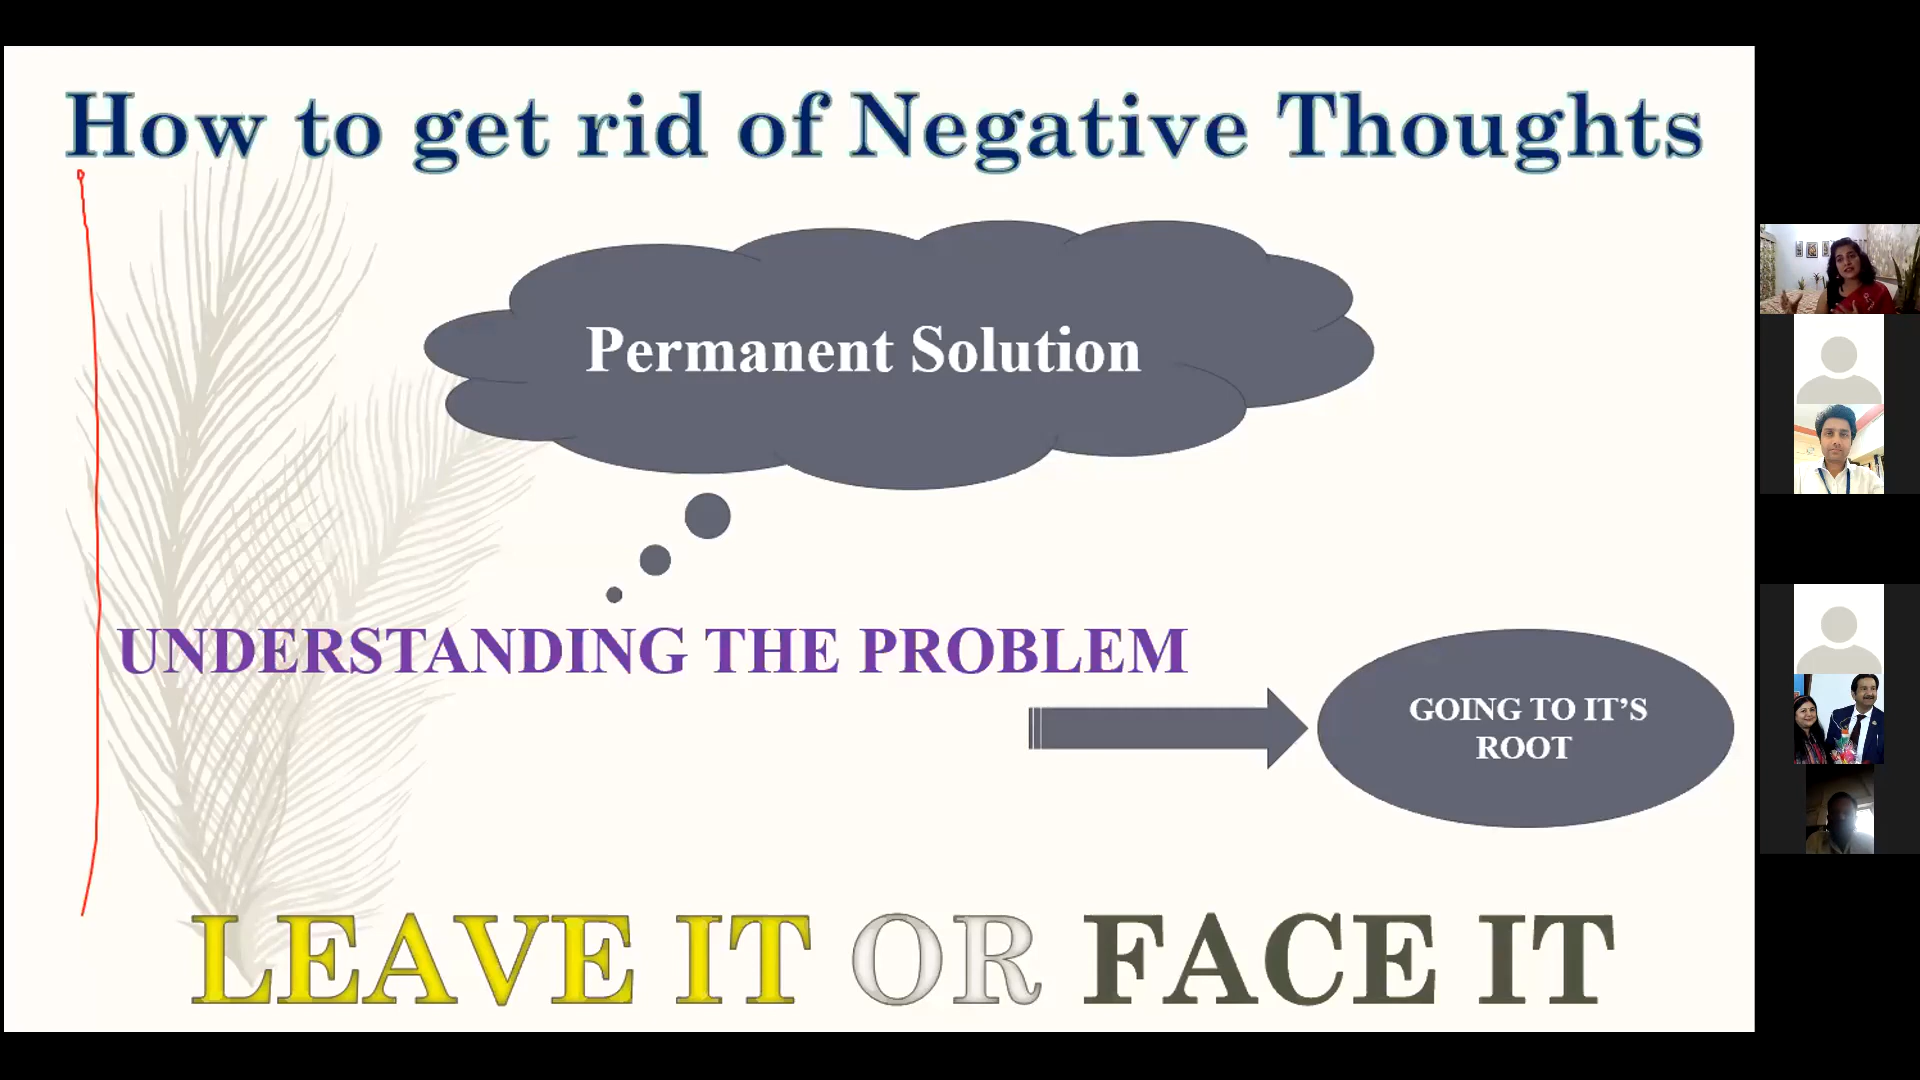 How to get rid of Negative Thoughts
Permanent Solution
UNDERSTANDING THE PROBLEM
GOING TO IT’S
ROOT
LEAVE IT OR FACE IT